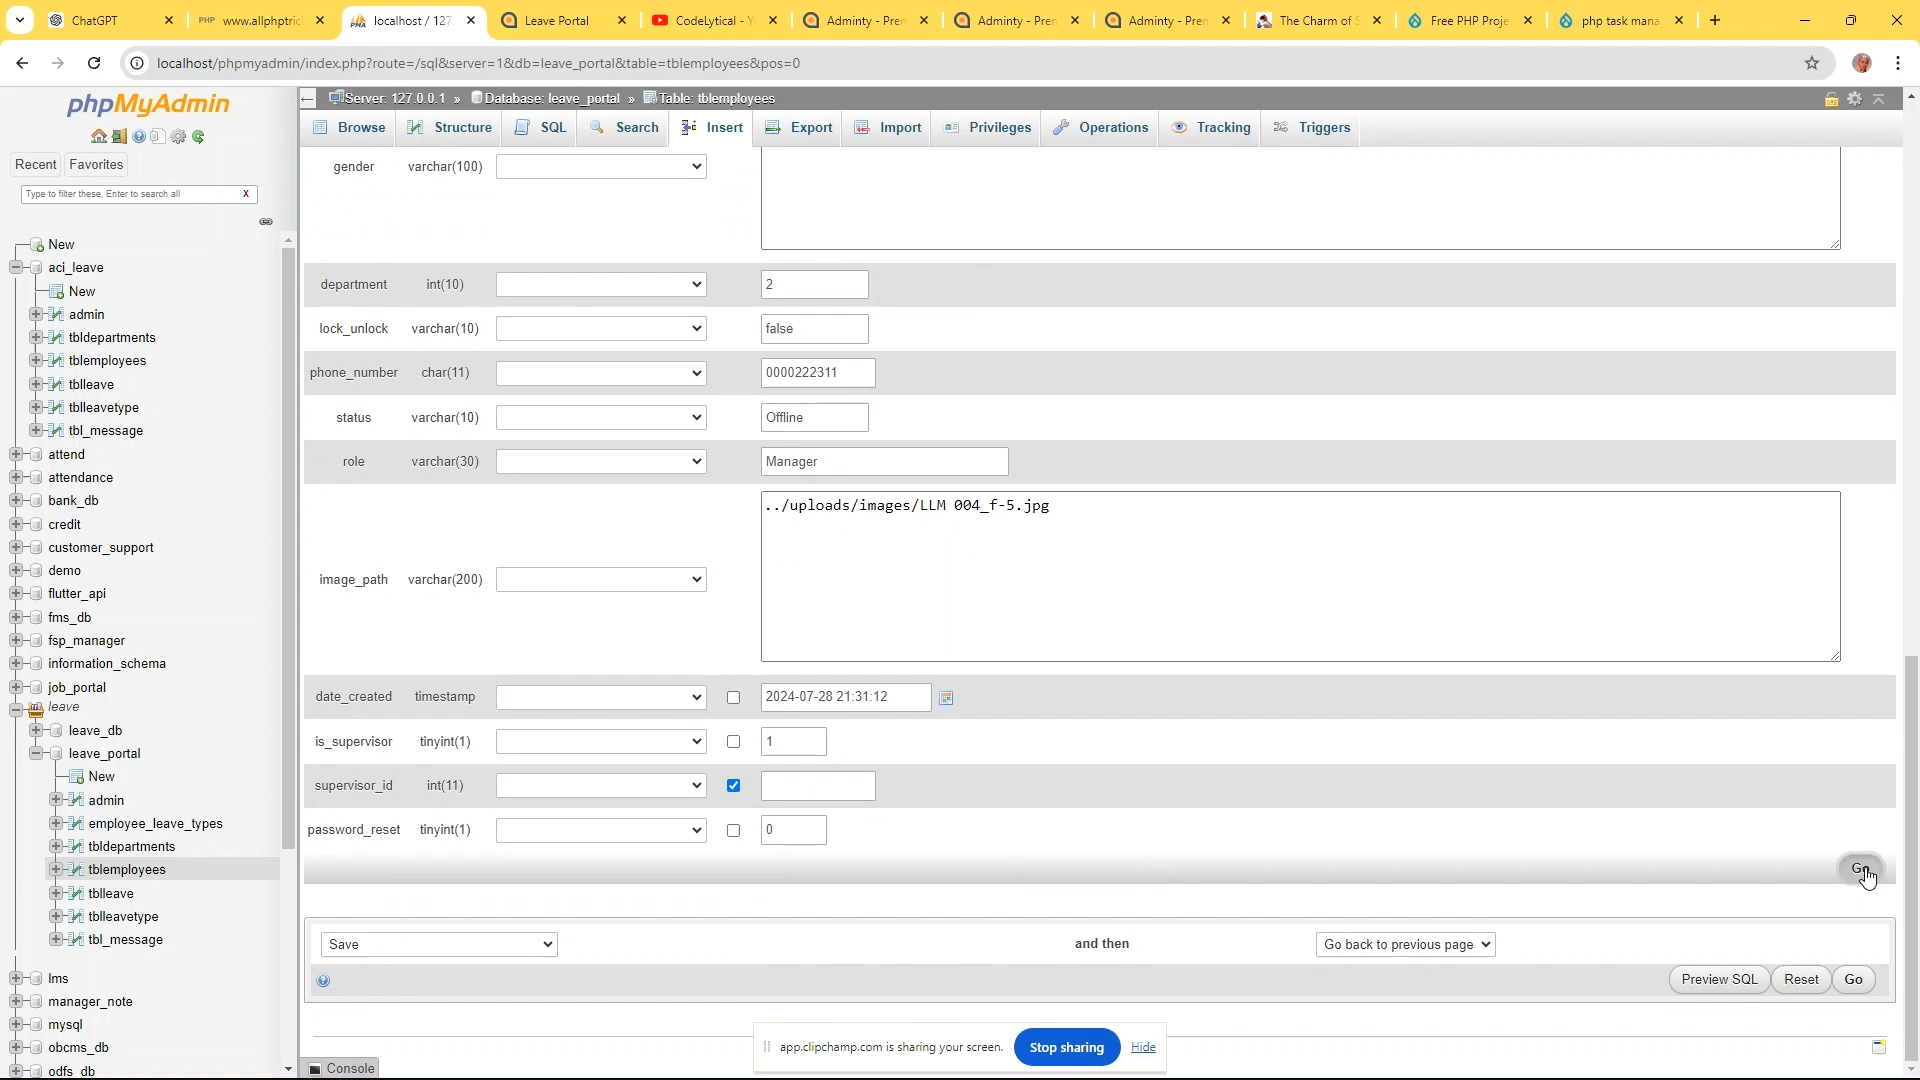 ChatGPT
PHP www.allphptric
localhost / 127
Leave Portal
CodeLytical - Y
Adminty - Pren
Adminty - Pren
Adminty - Pren
The Charm of S
Free PHP Proje
php task mana
localhost/phpmyadmin/index.php?route=/sql&server=1&db=leave_portal&table=tblemployees&pos=0
phpMyAdmin
Recent Favorites
Type to filter these, Enter to search all X
New
aci_leave
New
admin
tbldepartments
tblemployees
tblleave
tblleavetype
tbl_message
attend
attendance
bank_db
credit
customer_support
demo
flutter_api
fms_db
fsp_manager
information_schema
job_portal
leave
leave_db
leave_portal
New
admin
employee_leave_types
tbldepartments
tblemployees
tblleave
tblleavetype
tbl_message
lms
manager_note
mysql
obcms_db
odfs_db
Server: 127.0.0.1 » Database: leave_portal » Table: tblemployees
Browse Structure SQL Search Insert Export Import Privileges Operations Tracking Triggers
gender varchar(100)
department int(10) 2
lock_unlock varchar(10) false
phone_number char(11) 0000222311
status varchar(10) Offline
role varchar(30) Manager
image_path varchar(200) ../uploads/images/LLM 004_f-5.jpg
date_created timestamp 2024-07-28 21:31:12
is_supervisor tinyint(1) 1
supervisor_id int(11)
password_reset tinyint(1) 0
Go
Save and then Go back to previous page
Preview SQL Reset Go
app.clipchamp.com is sharing your screen. Stop sharing Hide
Console